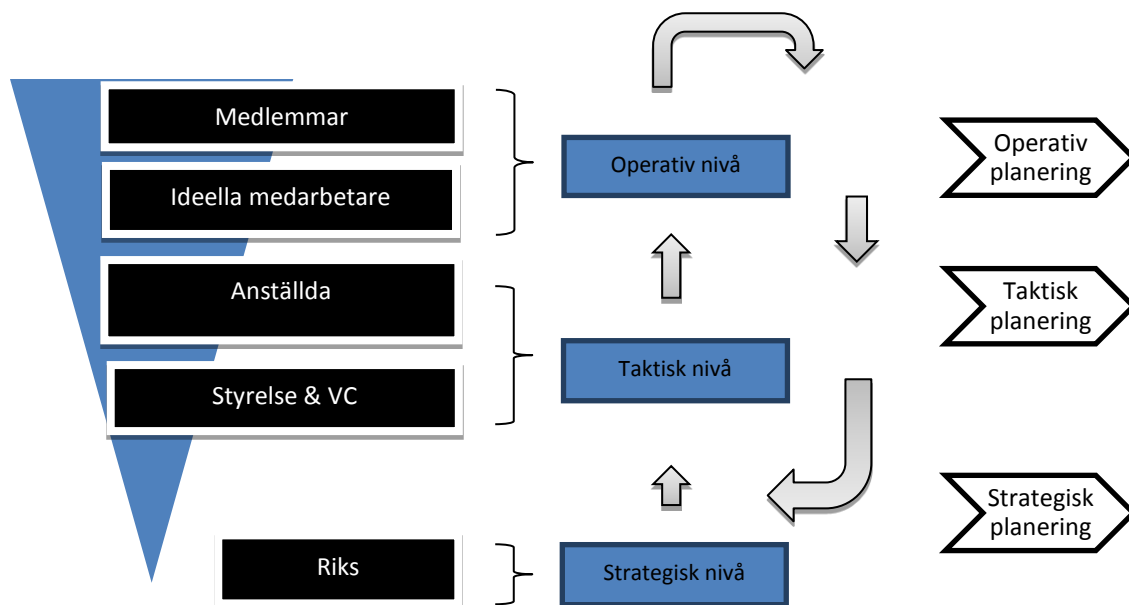 Medlemmar
Ideella medarbetare
Anställda
Styrelse & VC
Riks
Operativ nivå
Taktisk nivå
Strategisk nivå
Operativ
planering
Taktisk
planering
Strategisk
planering